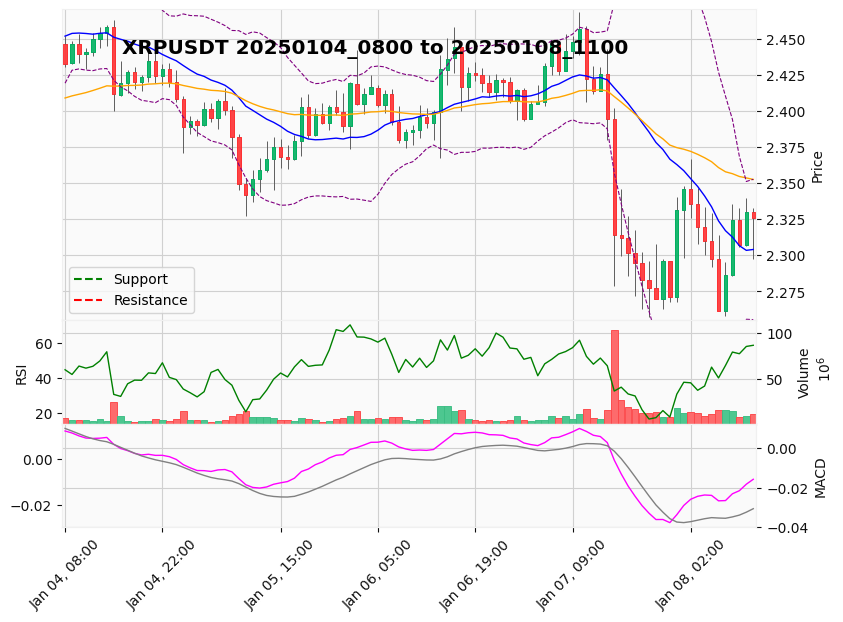 XRPUSDT 20250104_0800 to 20250108_1100
2.450
2.425
2.400
2.375
2.350
2.325
2.300
2.275
Price
Support
Resistance
60
40
20
RSI
100
50
Volume
10^6
0.00
−0.02
0.00
−0.02
−0.04
MACD
Jan 04, 08:00
Jan 04, 22:00
Jan 05, 15:00
Jan 06, 05:00
Jan 06, 19:00
Jan 07, 09:00
Jan 08, 02:00